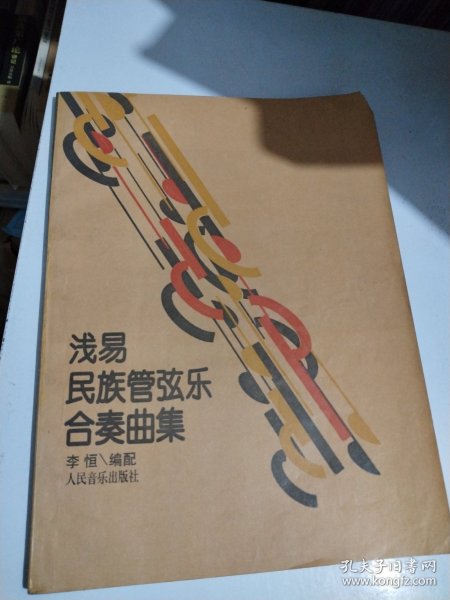 浅易
民族管弦乐
合奏曲集
李恒\编配
人民音乐出版社
孔夫子旧书网
www.kongfz.com